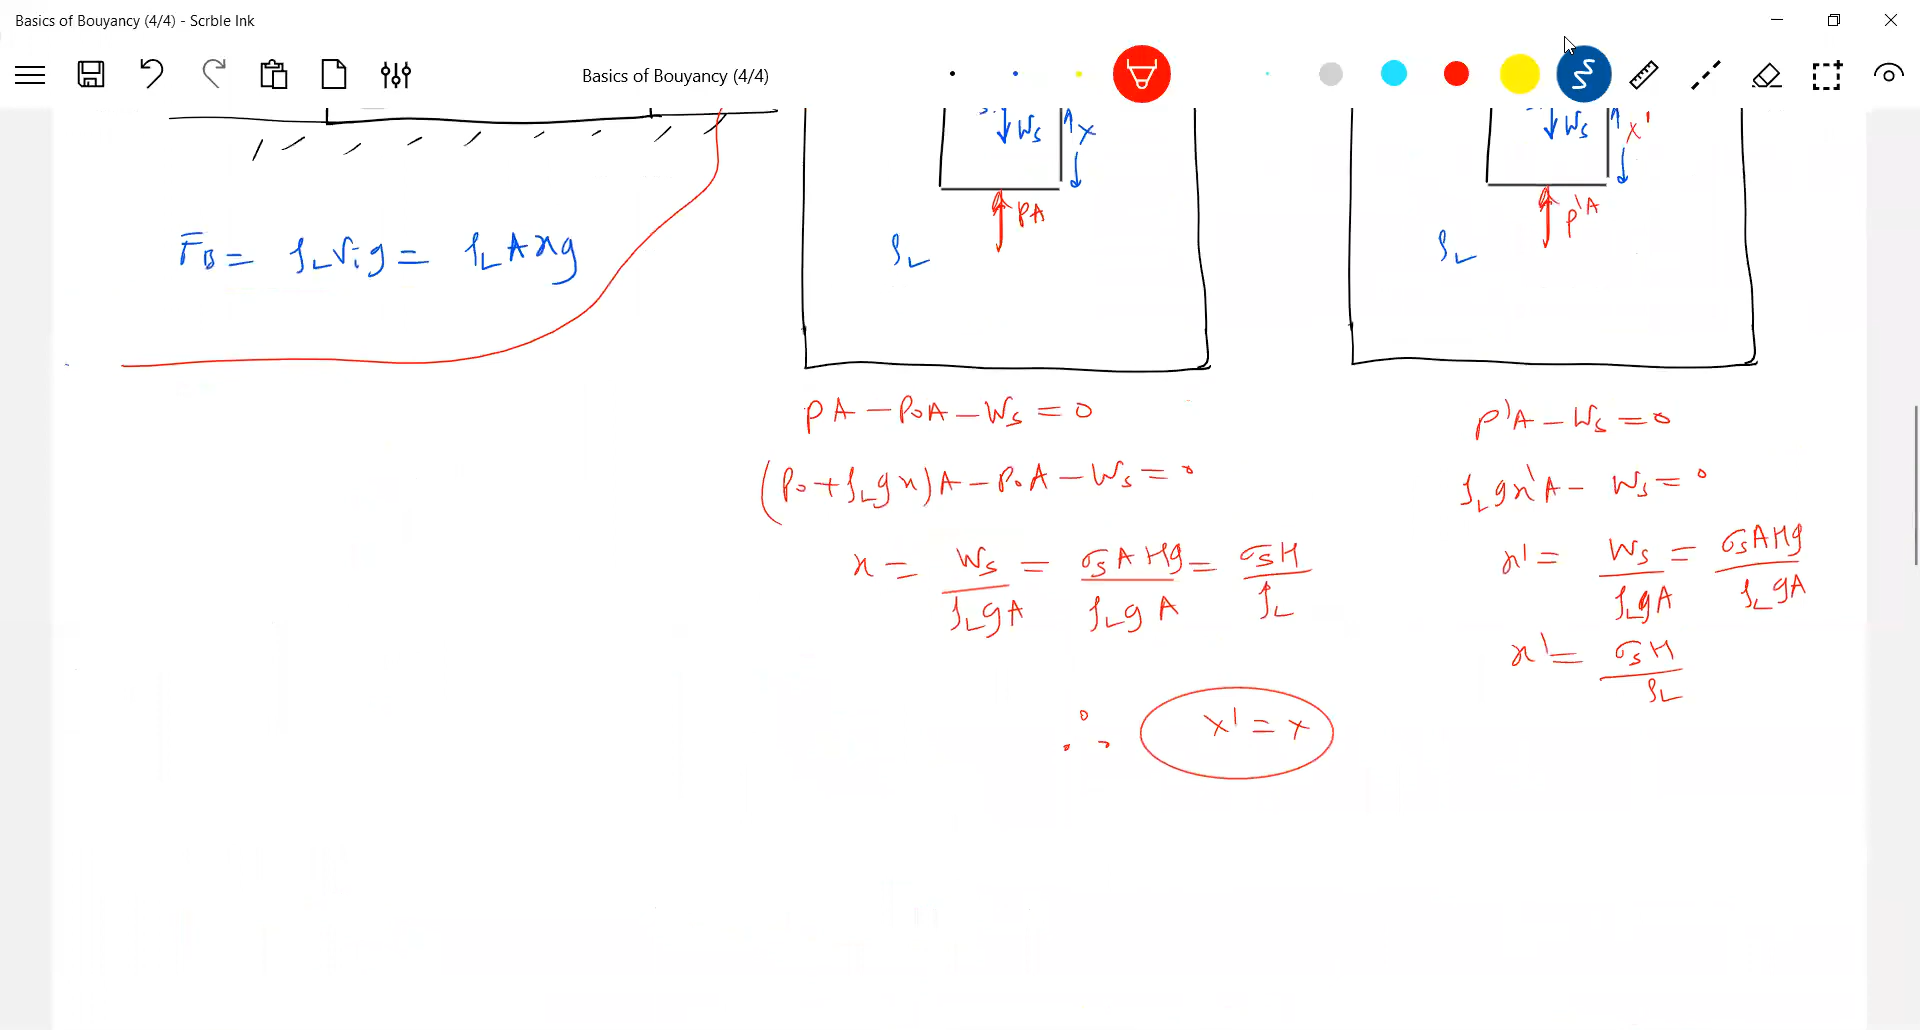 Basics of Bouyancy (4/4) - Scrble Ink
Basics of Bouyancy (4/4)
F_B = ρ_L V_i g = ρ_L A x g
W_S
x
PA
ρ_L
W_S
x'
P'A
ρ_L
PA - P₀A - W_S = 0
(P₀ + ρ_L g x) A - P₀A - W_S = 0
x = W_S / ρ_L g A = σ_S A H g / ρ_L g A = σ_S H / ρ_L
P'A - W_S = 0
ρ_L g x' A - W_S = 0
x' = W_S / ρ_L g A = σ_S A H g / ρ_L g A
x' = σ_S H / ρ_L
∴ x' = x